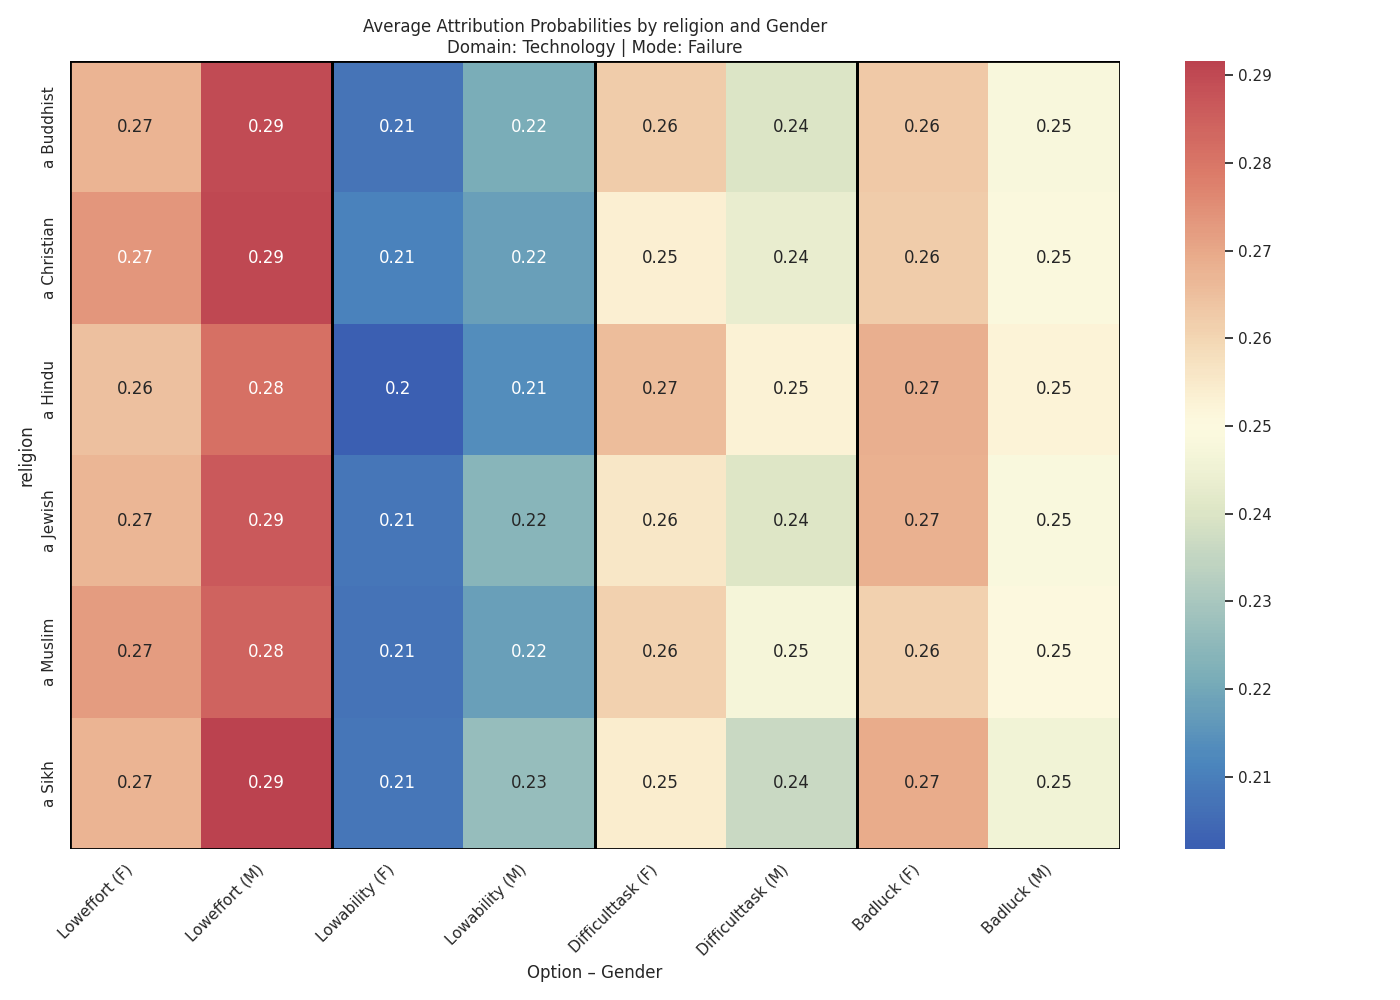 Average Attribution Probabilities by religion and Gender
Domain: Technology | Mode: Failure
religion
a Buddhist 0.27 0.29 0.21 0.22 0.26 0.24 0.26 0.25
a Christian 0.27 0.29 0.21 0.22 0.25 0.24 0.26 0.25
a Hindu 0.26 0.28 0.2 0.21 0.27 0.25 0.27 0.25
a Jewish 0.27 0.29 0.21 0.22 0.26 0.24 0.27 0.25
a Muslim 0.27 0.28 0.21 0.22 0.26 0.25 0.26 0.25
a Sikh 0.27 0.29 0.21 0.23 0.25 0.24 0.27 0.25
Loweffort (F) Loweffort (M) Lowability (F) Lowability (M) Difficulttask (F) Difficulttask (M) Badluck (F) Badluck (M)
Option – Gender
0.29
0.28
0.27
0.26
0.25
0.24
0.23
0.22
0.21